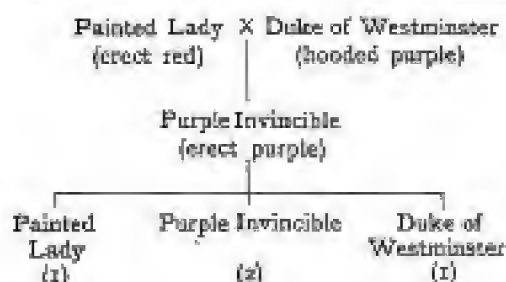 Painted Lady X Duke of Westminster
(erect red) (hooded purple)
Purple Invincible
(erect purple)
Painted Lady Purple Invincible Duke of Westminster
(1) (2) (1)